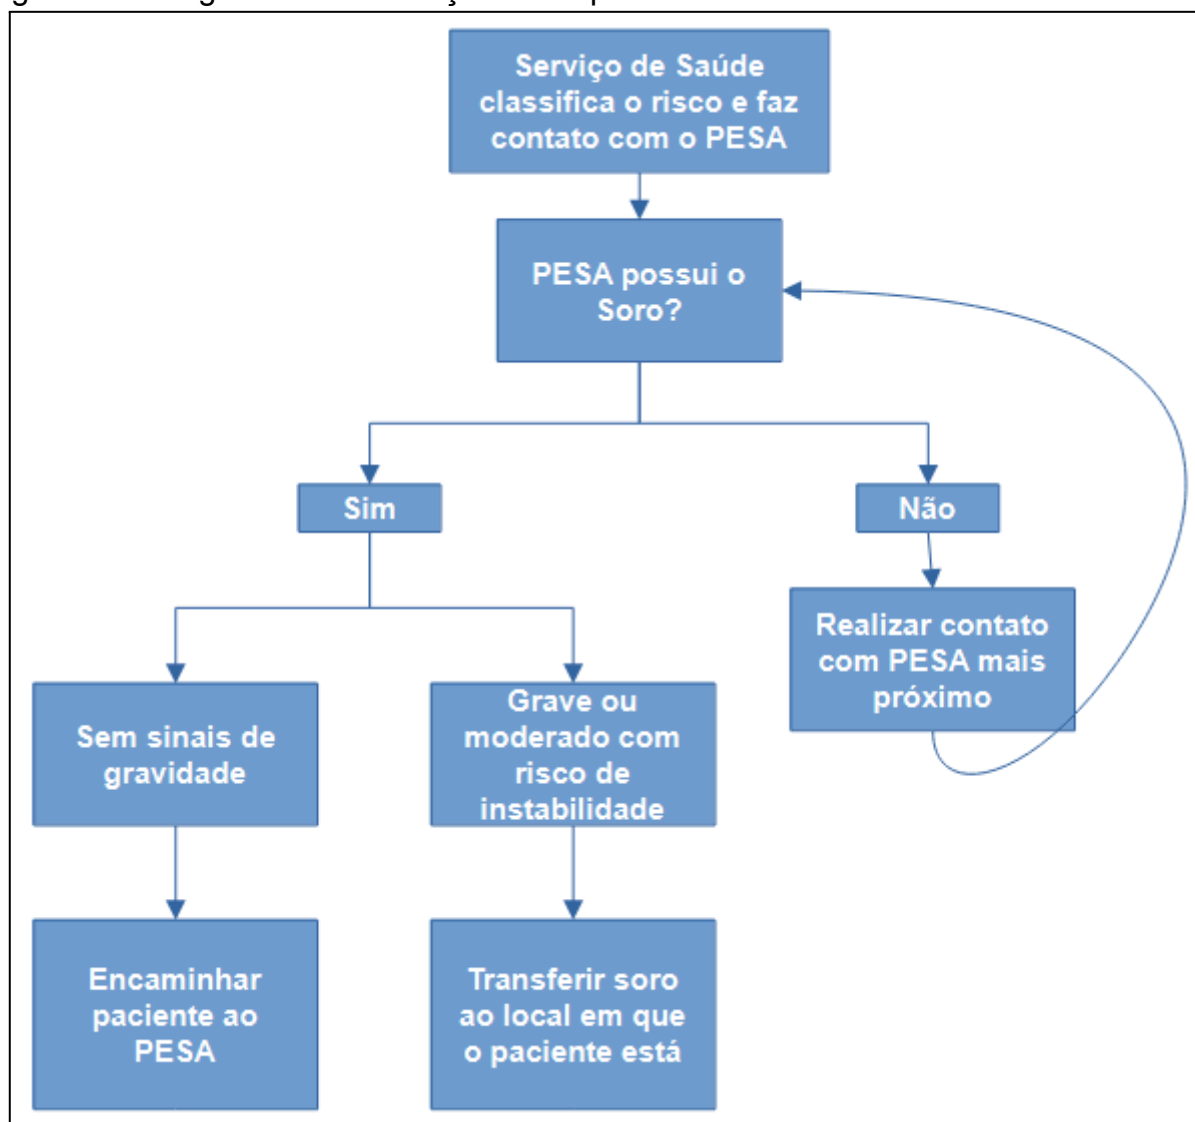 Serviço de Saúde
classifica o risco e faz
contato com o PESA
PESA possui o
Soro?
Sim
Não
Realizar contato
com PESA mais
próximo
Sem sinais de
gravidade
Grave ou
moderado com
risco de
instabilidade
Encaminhar
paciente ao
PESA
Transferir soro
ao local em que
o paciente está